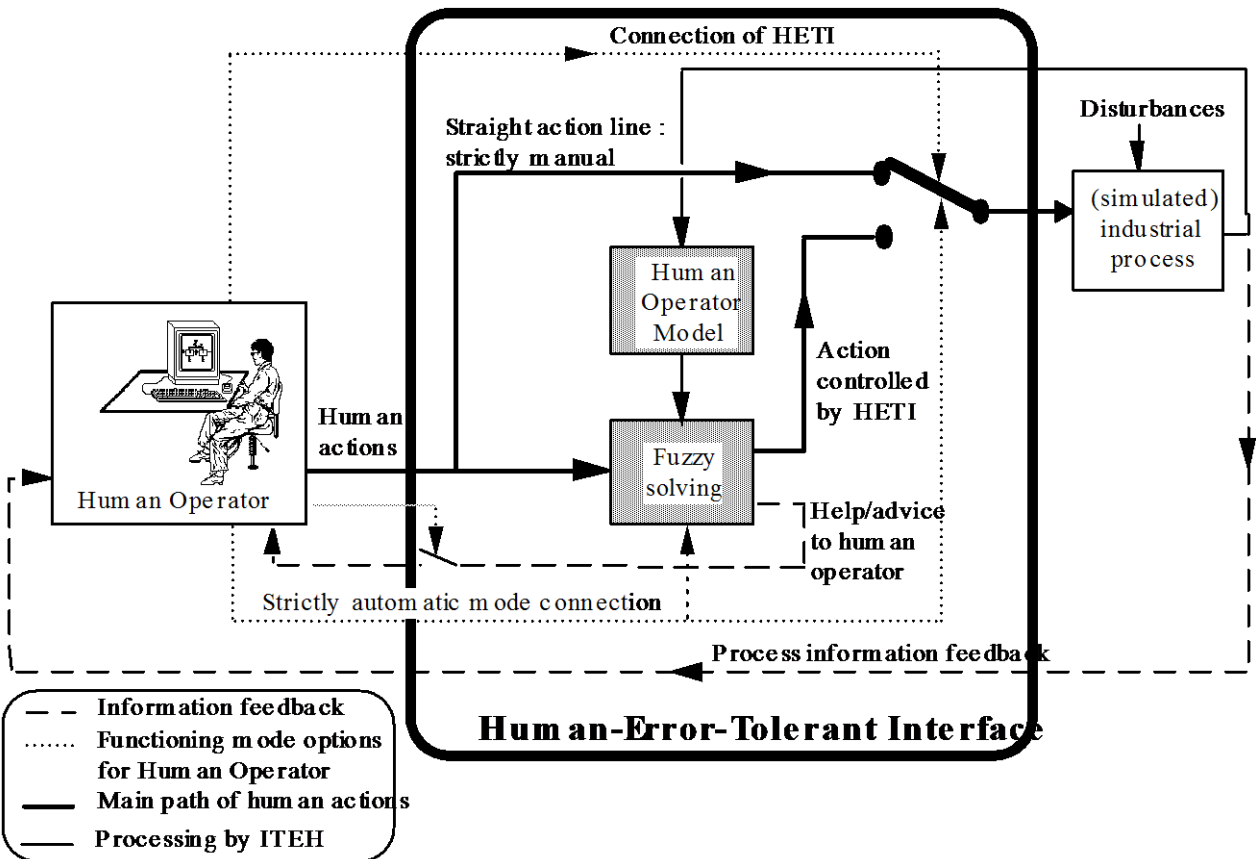 Connection of HETI
Straight action line :
strictly manual
Disturbances
(simulated)
industrial
process
Human
Operator
Model
Action
controlled
by HETI
Human
actions
Fuzzy
solving
Human Operator
Help/advice
to human
operator
Strictly automatic mode connection
Process information feedback
Information feedback
Functioning mode options
for Human Operator
Main path of human actions
Processing by ITEH
Human-Error-Tolerant Interface